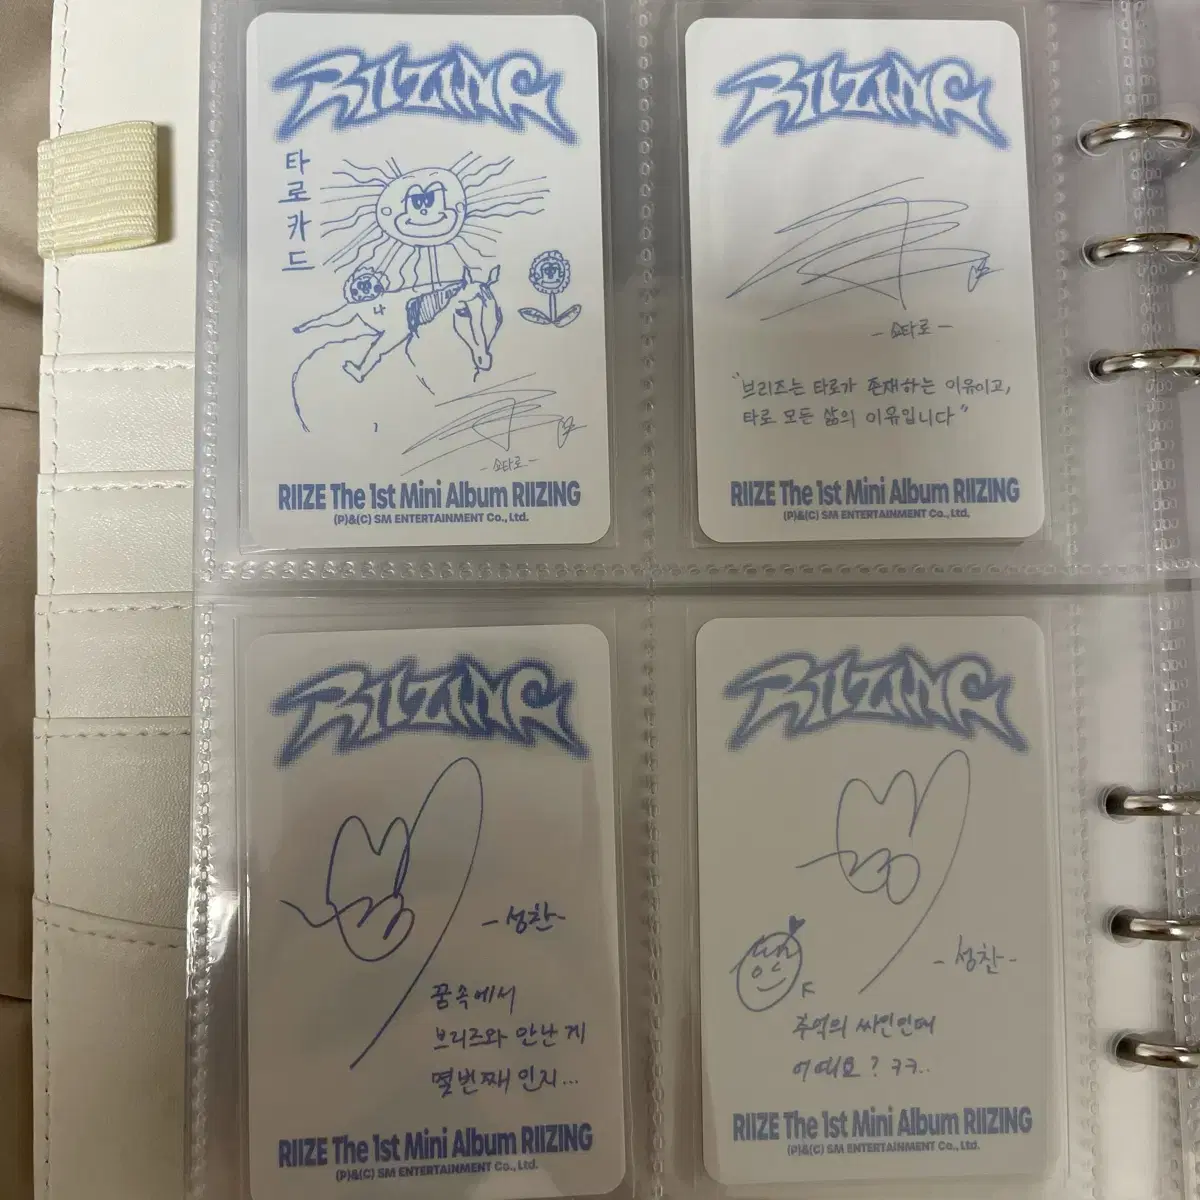 RIIZING
타로카드
나
-쇼타로-
RIIZE The 1st Mini Album RIIZING
(P)&(C) SM ENTERTAINMENT Co., Ltd.
RIIZING
-쇼타로-
"브리즈는 타로가 존재하는 이유이고,
타로 모든 삶의 이유입니다"
RIIZE The 1st Mini Album RIIZING
(P)&(C) SM ENTERTAINMENT Co., Ltd.
RIIZING
-성찬-
꿈속에서
브리즈와 만난 게
몇번째 인지...
RIIZE The 1st Mini Album RIIZING
(P)&(C) SM ENTERTAINMENT Co., Ltd.
RIIZING
-성찬-
추억의 싸인인데
어때요? ㅋㅋ..
RIIZE The 1st Mini Album RIIZING
(P)&(C) SM ENTERTAINMENT Co., Ltd.